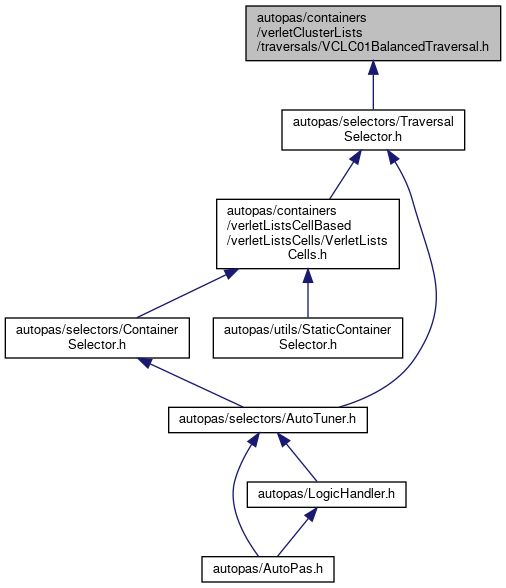 autopas/containers
/verletClusterLists
/traversals/VCLC01BalancedTraversal.h
autopas/selectors/Traversal
Selector.h
autopas/containers
/verletListsCellBased
/verletListsCells/VerletLists
Cells.h
autopas/selectors/Container
Selector.h
autopas/utils/StaticContainer
Selector.h
autopas/selectors/AutoTuner.h
autopas/LogicHandler.h
autopas/AutoPas.h